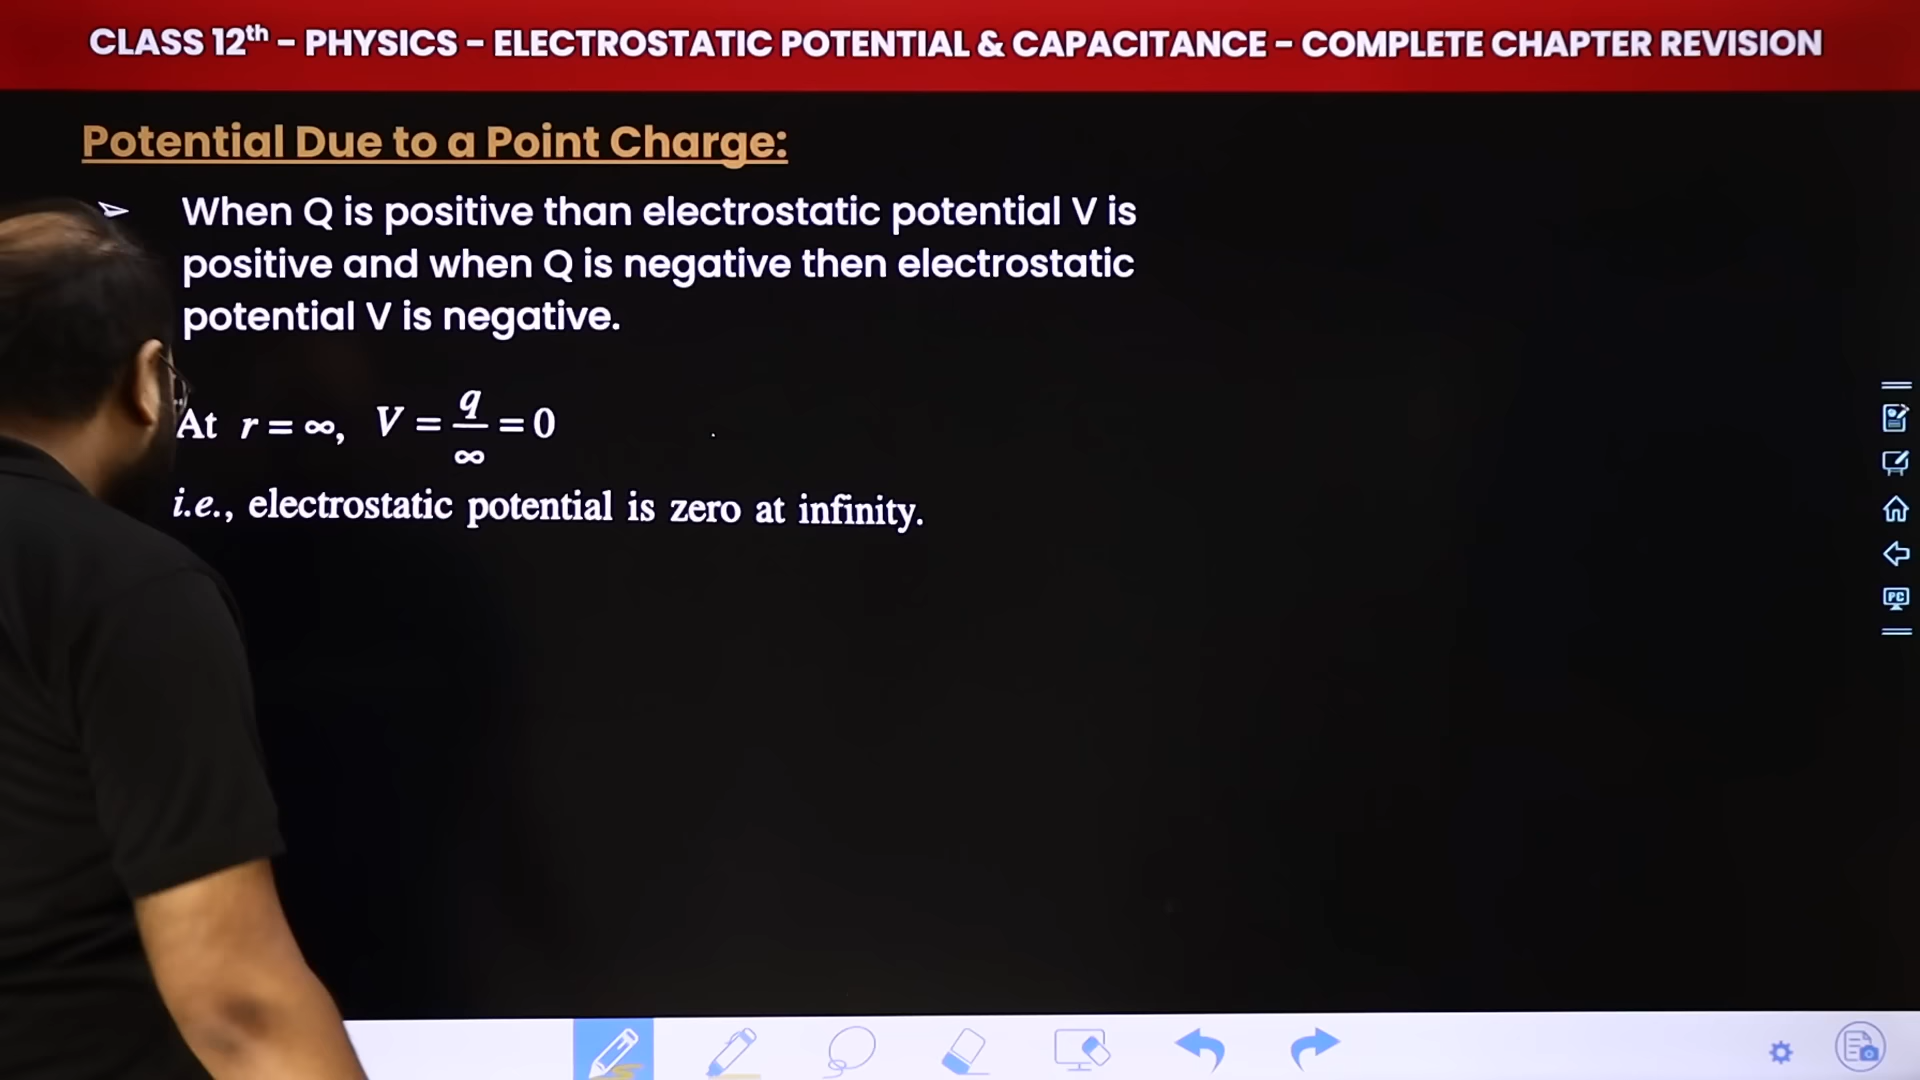 CLASS 12th – PHYSICS – ELECTROSTATIC POTENTIAL & CAPACITANCE – COMPLETE CHAPTER REVISION
Potential Due to a Point Charge:
➢ When Q is positive than electrostatic potential V is
positive and when Q is negative then electrostatic
potential V is negative.
At r = ∞, V = q/∞ = 0
i.e., electrostatic potential is zero at infinity.
PC